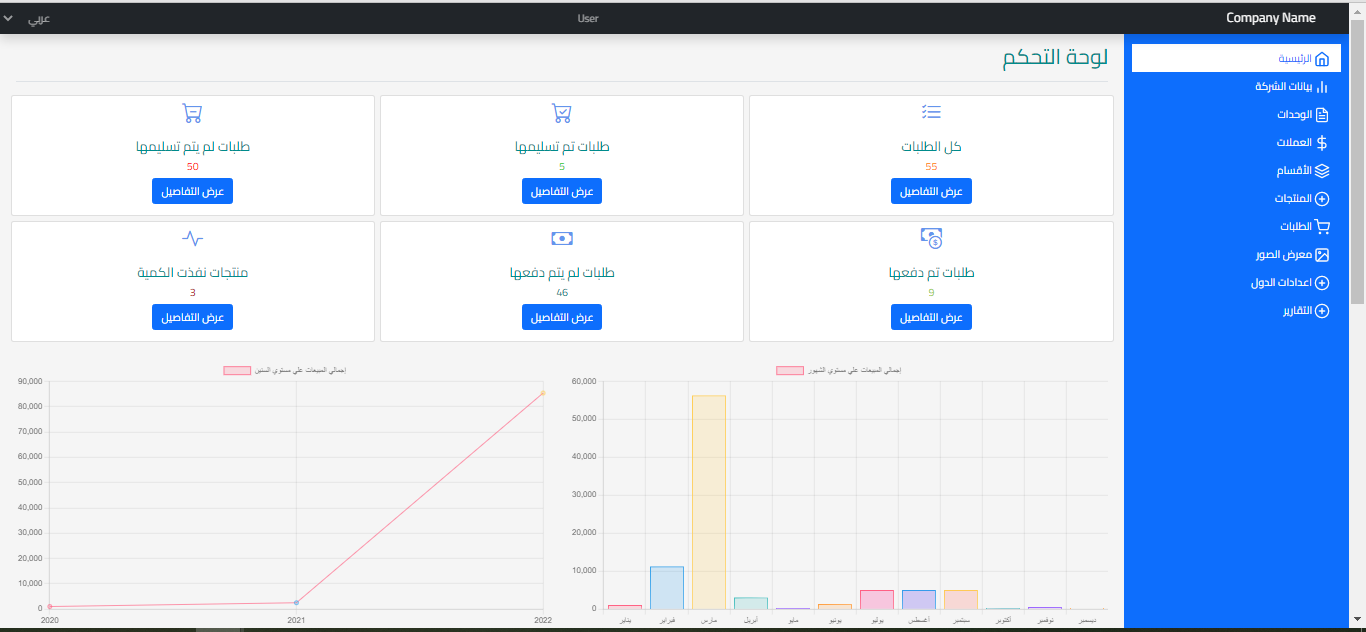 Company Name
User
عربي
الرئيسية
بيانات الشركة
الوحدات
العملات
الأقسام
المنتجات
الطلبات
معرض الصور
اعدادات الدول
التقارير
لوحة التحكم
كل الطلبات
55
عرض التفاصيل
طلبات تم تسليمها
5
عرض التفاصيل
طلبات لم يتم تسليمها
50
عرض التفاصيل
طلبات تم دفعها
9
عرض التفاصيل
طلبات لم يتم دفعها
46
عرض التفاصيل
منتجات نفذت الكمية
3
عرض التفاصيل
إجمالي المبيعات علي مستوي الشهور
60,000
50,000
40,000
30,000
20,000
10,000
0
يناير
فبراير
مارس
أبريل
مايو
يونيو
يوليو
أغسطس
سبتمبر
أكتوبر
نوفمبر
ديسمبر
إجمالي المبيعات علي مستوي السنين
90,000
80,000
70,000
60,000
50,000
40,000
30,000
20,000
10,000
0
2020
2021
2022